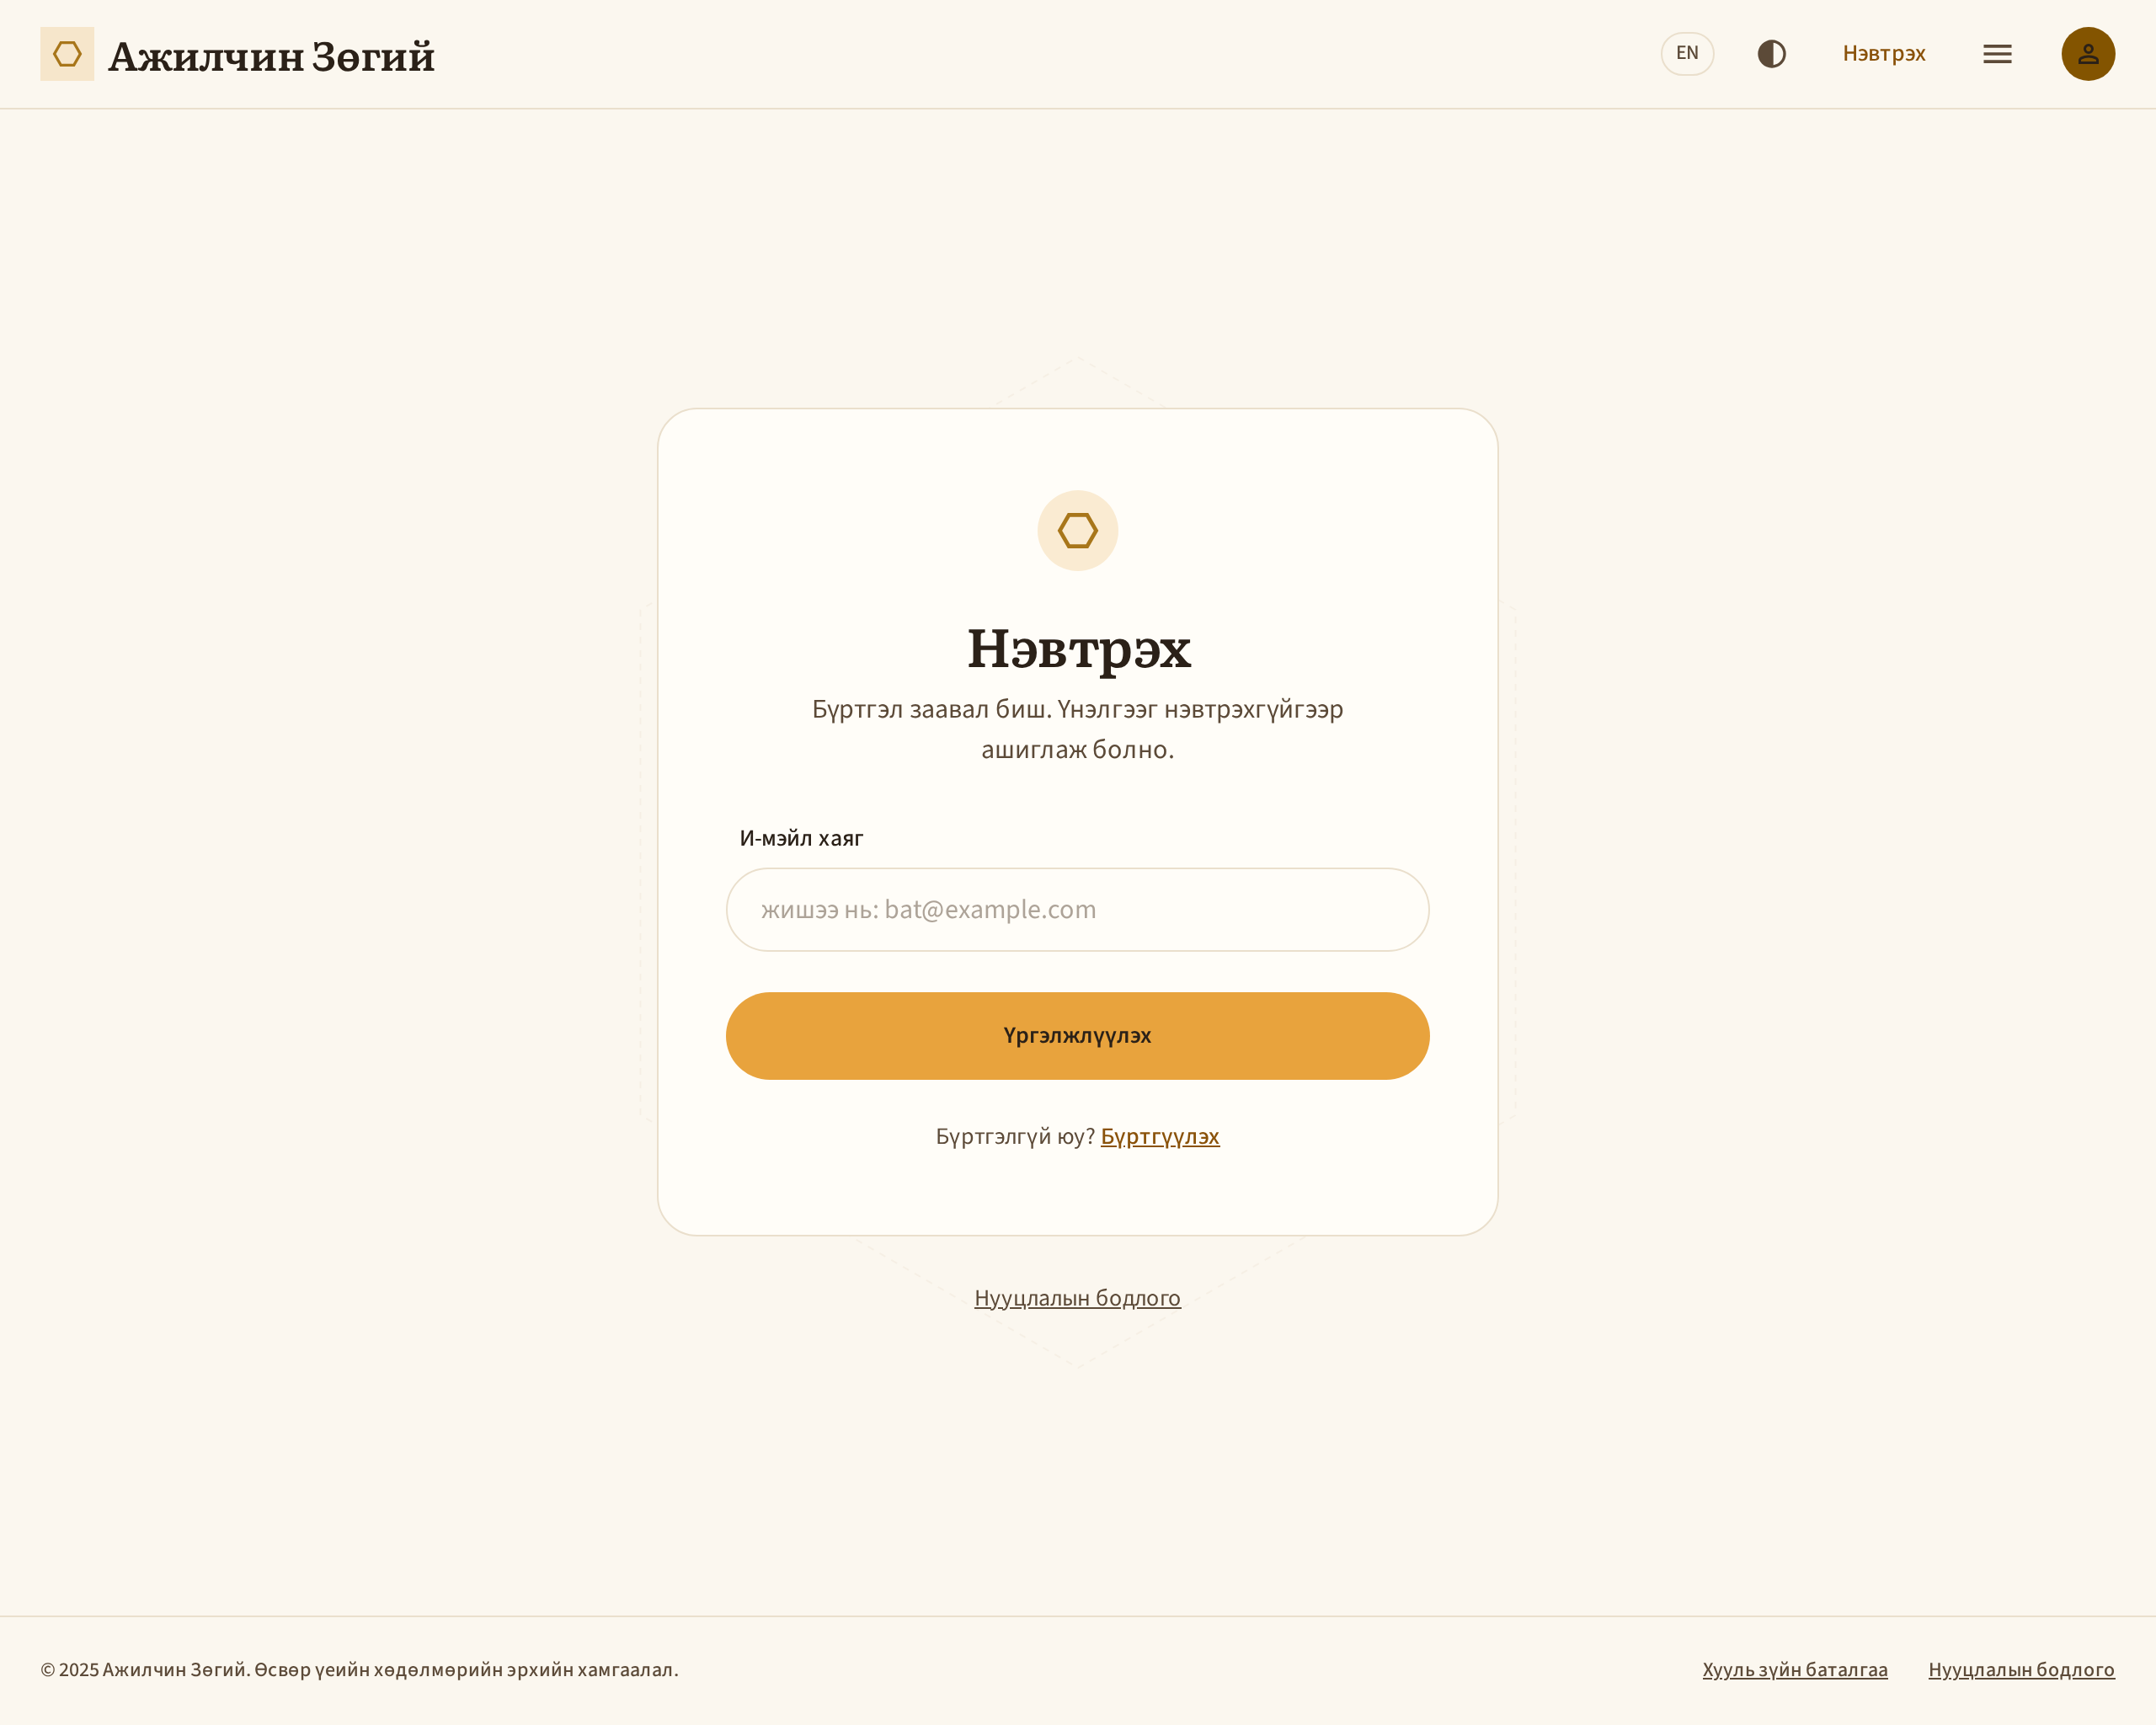 Ажилчин Зөгий
EN
Нэвтрэх
Нэвтрэх
Бүртгэл заавал биш. Үнэлгээг нэвтрэхгүйгээр
ашиглаж болно.
И-мэйл хаяг
жишээ нь: bat@example.com
Үргэлжлүүлэх
Бүртгэлгүй юу? Бүртгүүлэх
Нууцлалын бодлого
© 2025 Ажилчин Зөгий. Өсвөр үеийн хөдөлмөрийн эрхийн хамгаалал.
Хууль зүйн баталгаа
Нууцлалын бодлого